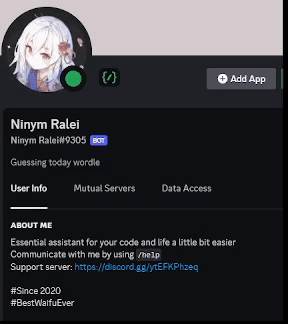 {/}
Add App
Ninym Ralei
Ninym Ralei#9305 BOT
Guessing today wordle
User Info Mutual Servers Data Access
ABOUT ME
Essential assistant for your code and life a little bit easier
Communicate with me by using /help
Support server: https://discord.gg/ytEFKPhzeq
#Since 2020
#BestWaifuEver